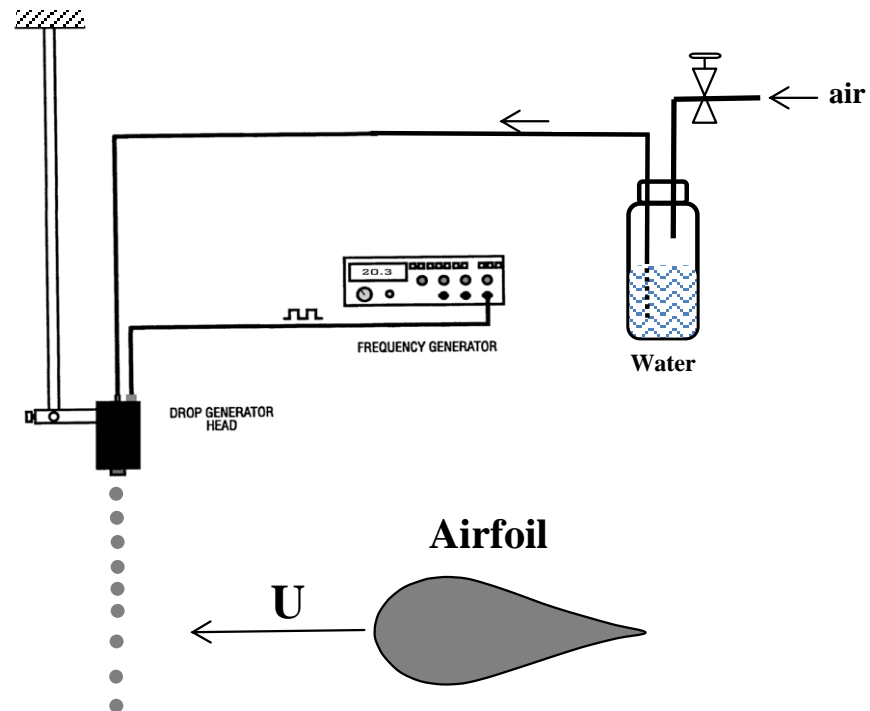 air
20.3
FREQUENCY GENERATOR
Water
DROP GENERATOR
HEAD
Airfoil
U